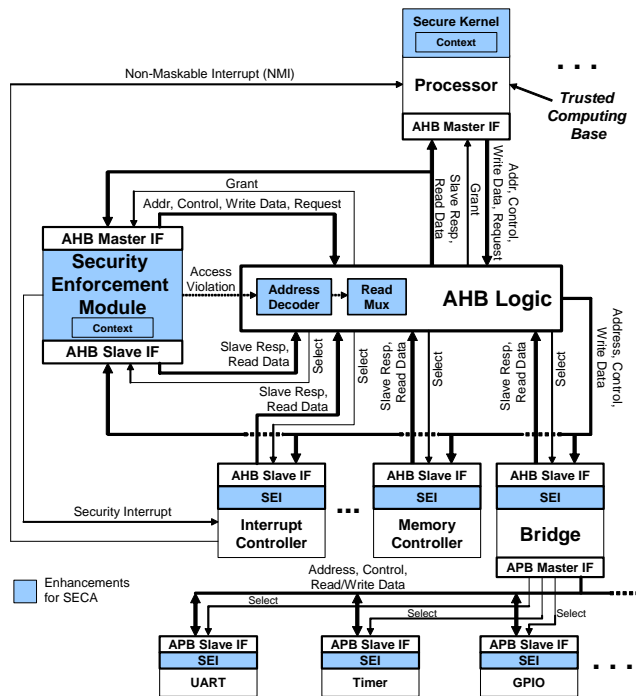 Secure Kernel
Context
Processor
AHB Master IF
. . .
Trusted
Computing
Base
Non-Maskable Interrupt (NMI)
Slave Resp,
Read Data
Grant
Addr, Control,
Write Data, Request
Grant
Addr, Control, Write Data, Request
AHB Master IF
Security
Enforcement
Module
Context
AHB Slave IF
Access
Violation
Address
Decoder
Read
Mux
AHB Logic
Slave Resp,
Read Data
Select
Slave Resp,
Read Data
Select
Slave Resp,
Read Data
Select
Slave Resp,
Read Data
Select
Address, Control,
Write Data
AHB Slave IF
SEI
Interrupt
Controller
...
AHB Slave IF
SEI
Memory
Controller
AHB Slave IF
SEI
Bridge
APB Master IF
Security Interrupt
Enhancements
for SECA
Address, Control,
Read/Write Data
Select
Select
Select
APB Slave IF
SEI
UART
APB Slave IF
SEI
Timer
APB Slave IF
SEI
GPIO
. . .